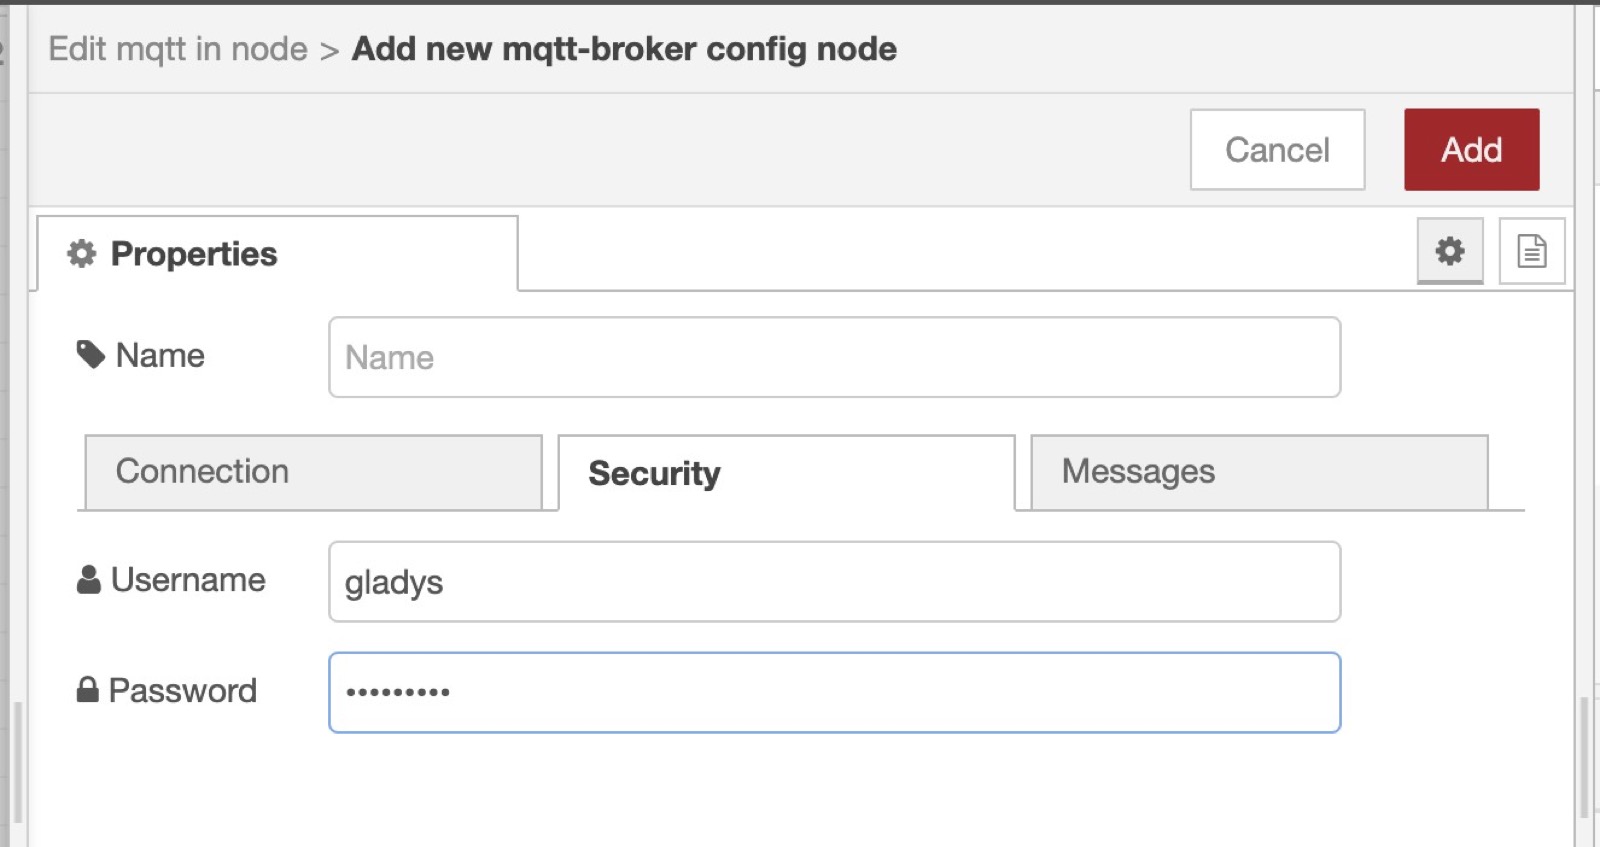 Edit mqtt in node > Add new mqtt-broker config node
Cancel
Add
Properties
Name
Name
Connection
Security
Messages
Username
gladys
Password
•••••••••